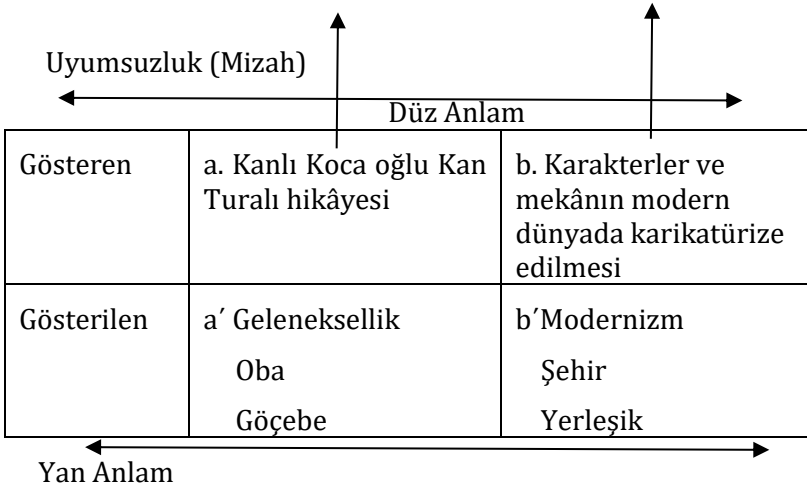 Uyumsuzluk (Mizah)
Düz Anlam
Gösteren
a. Kanlı Koca oğlu Kan
Turalı hikâyesi
b. Karakterler ve
mekânın modern
dünyada karikatürize
edilmesi
Gösterilen
a′ Geleneksellik
Oba
Göçebe
b′Modernizm
Şehir
Yerleşik
Yan Anlam